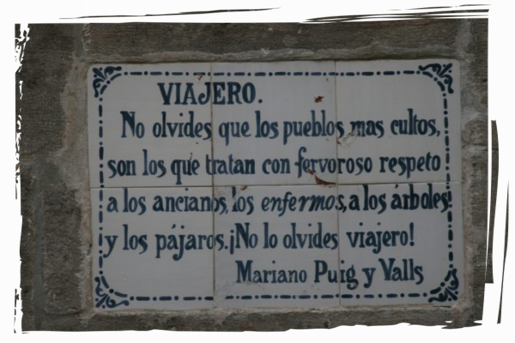 VIAJERO.
No olvides que los pueblos mas cultos,
son los que tratan con fervoroso respeto
a los ancianos, los enfermos, a los árboles
y los pájaros. ¡No lo olvides viajero!
Mariano Puig y Valls